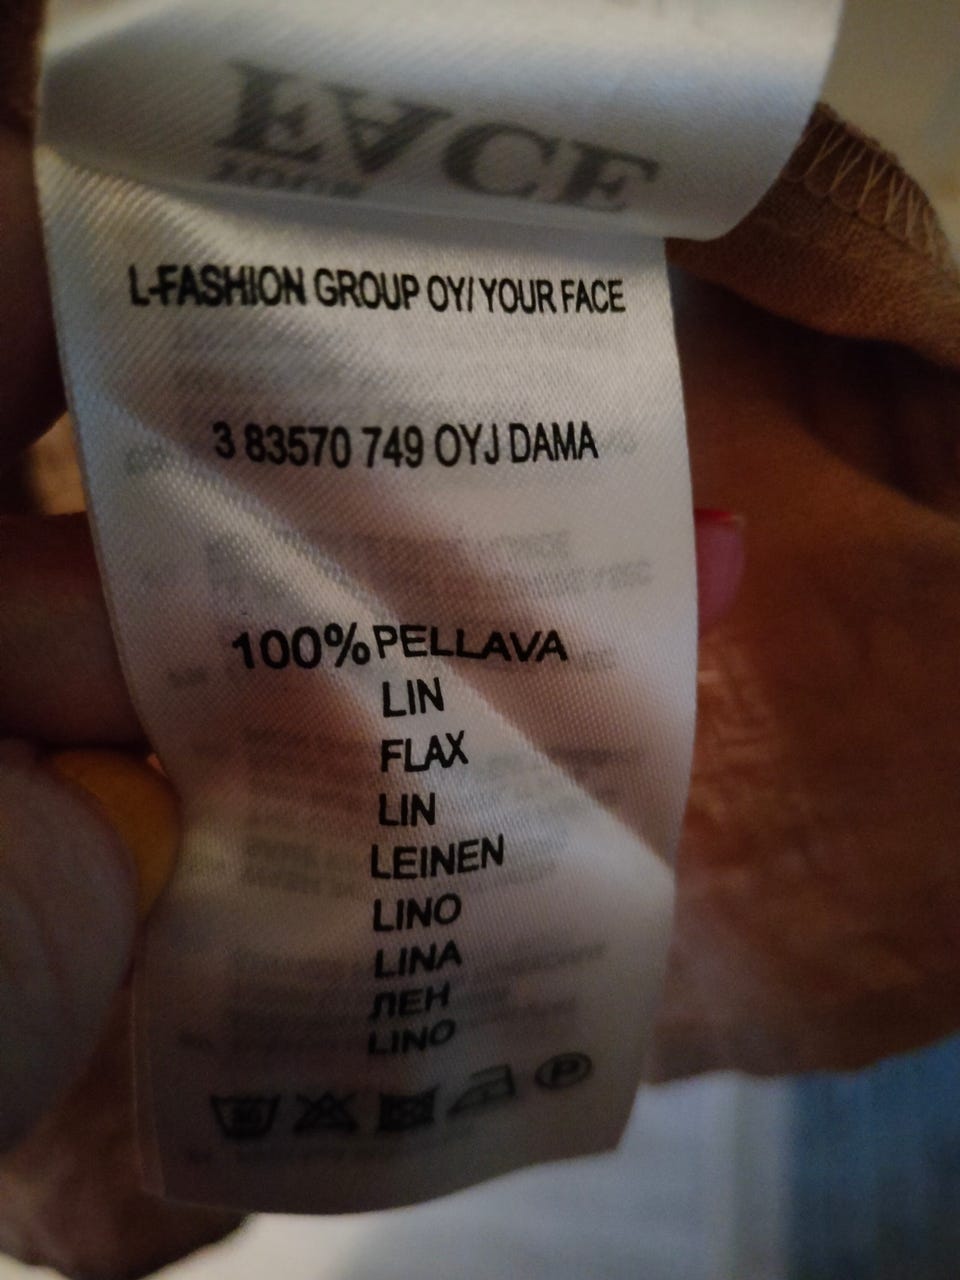 FACE
L-FASHION GROUP OY/ YOUR FACE
3 83570 749 OYJ DAMA
100% PELLAVA
LIN
FLAX
LIN
LEINEN
LINO
LINA
ЛЕН
LINO
P